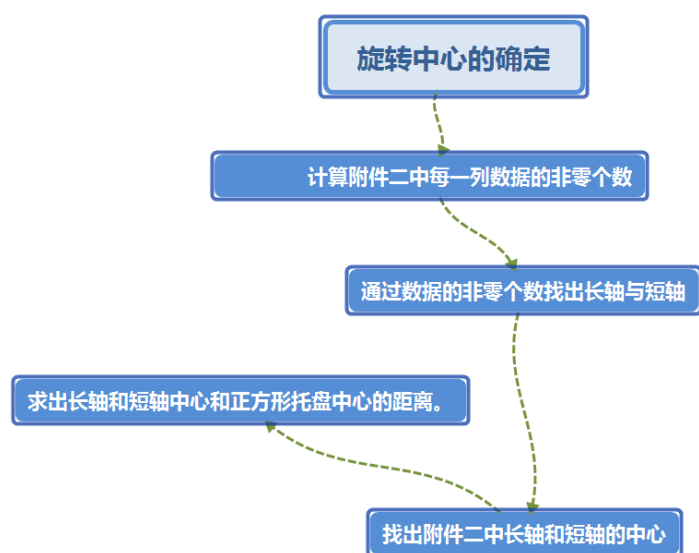 旋转中心的确定
计算附件二中每一列数据的非零个数
通过数据的非零个数找出长轴与短轴
求出长轴和短轴中心和正方形托盘中心的距离。
找出附件二中长轴和短轴的中心